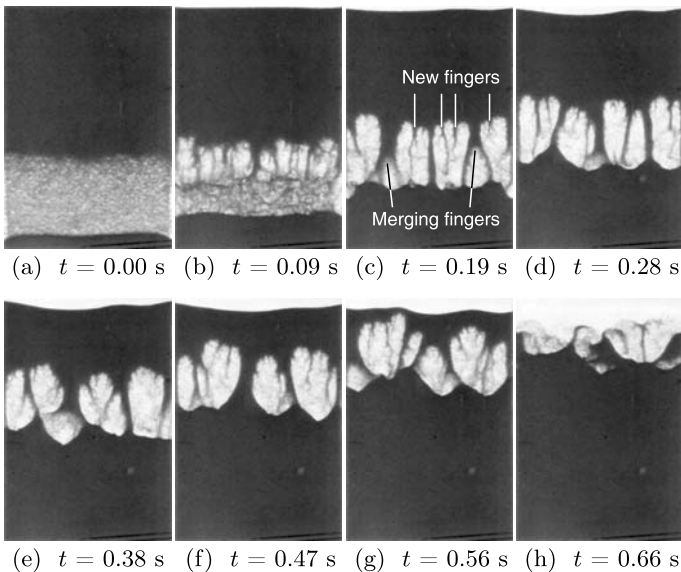 New fingers
Merging fingers
(a) t = 0.00 s
(b) t = 0.09 s
(c) t = 0.19 s
(d) t = 0.28 s
(e) t = 0.38 s
(f) t = 0.47 s
(g) t = 0.56 s
(h) t = 0.66 s